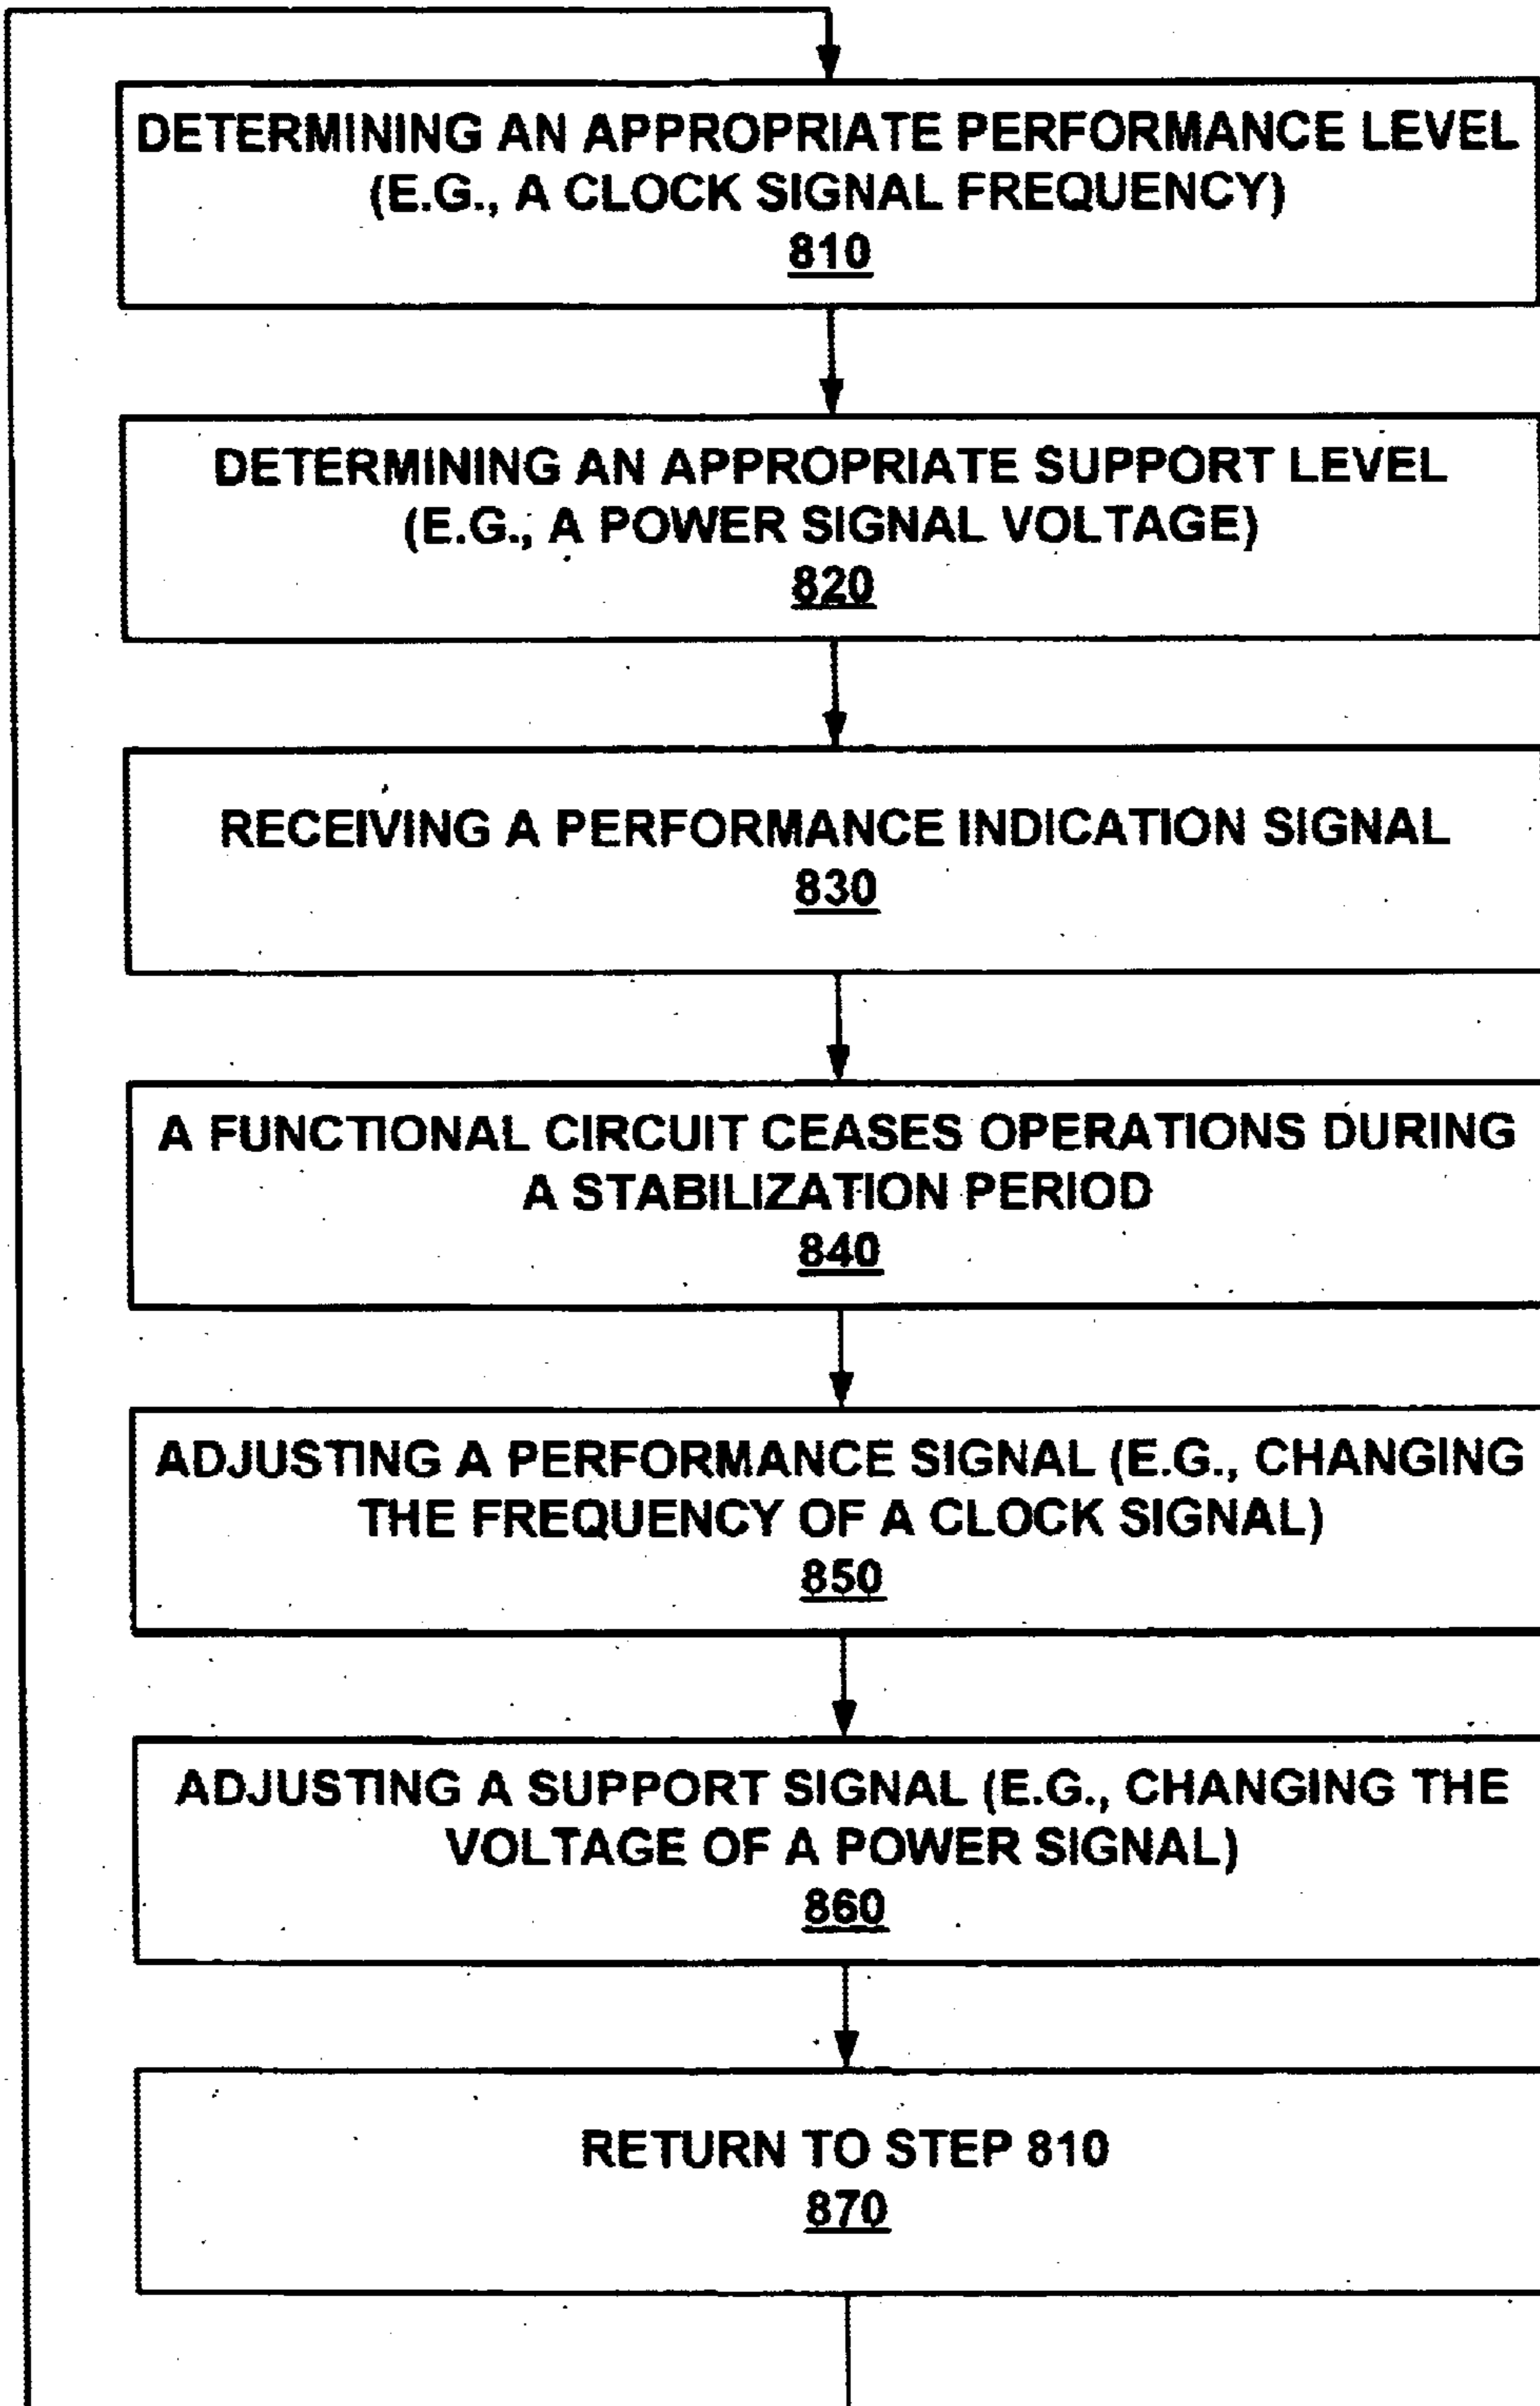 DETERMINING AN APPROPRIATE PERFORMANCE LEVEL
(E.G., A CLOCK SIGNAL FREQUENCY)
810
DETERMINING AN APPROPRIATE SUPPORT LEVEL
(E.G., A POWER SIGNAL VOLTAGE)
820
RECEIVING A PERFORMANCE INDICATION SIGNAL
830
A FUNCTIONAL CIRCUIT CEASES OPERATIONS DURING
A STABILIZATION PERIOD
840
ADJUSTING A PERFORMANCE SIGNAL (E.G., CHANGING
THE FREQUENCY OF A CLOCK SIGNAL)
850
ADJUSTING A SUPPORT SIGNAL (E.G., CHANGING THE
VOLTAGE OF A POWER SIGNAL)
860
RETURN TO STEP 810
870